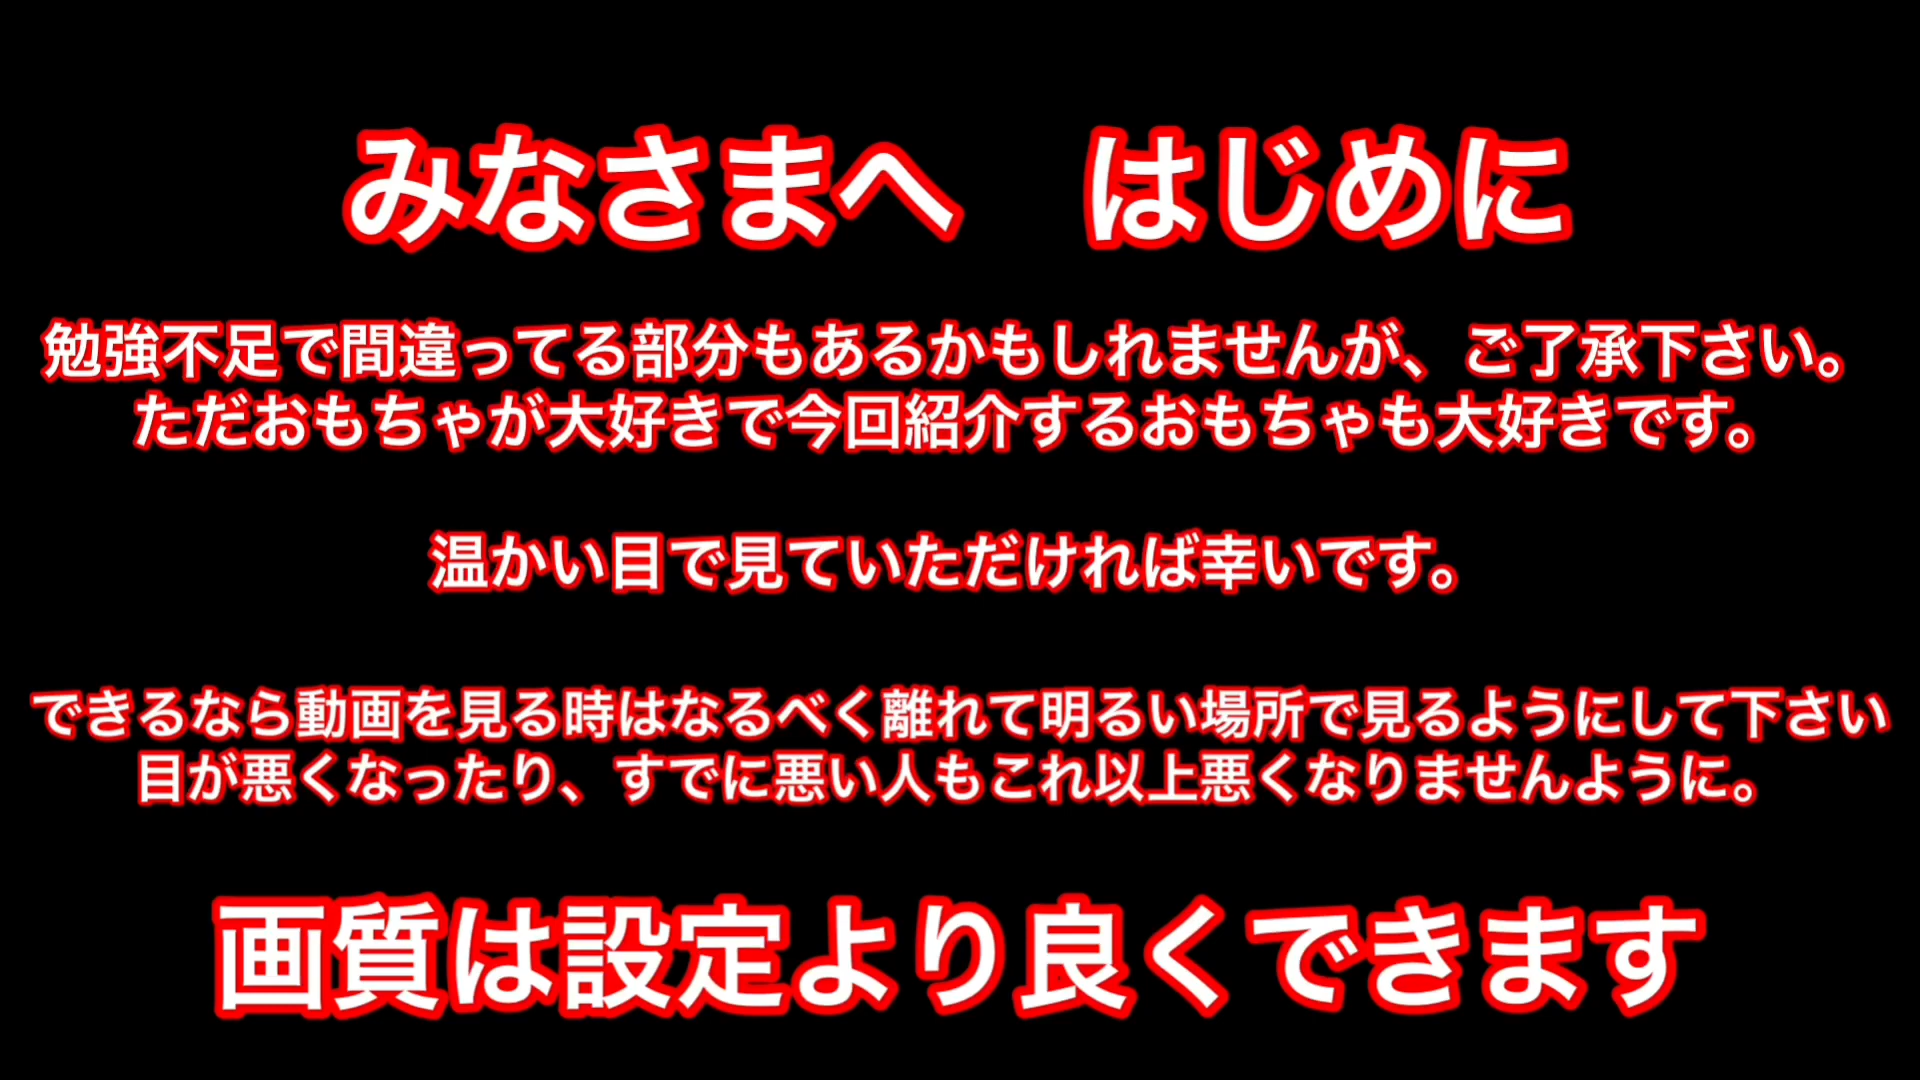 みなさまへ　はじめに
勉強不足で間違ってる部分もあるかもしれませんが、ご了承下さい。
ただおもちゃが大好きで今回紹介するおもちゃも大好きです。
温かい目で見ていただければ幸いです。
できるなら動画を見る時はなるべく離れて明るい場所で見るようにして下さい
目が悪くなったり、すでに悪い人もこれ以上悪くなりませんように。
画質は設定より良くできます